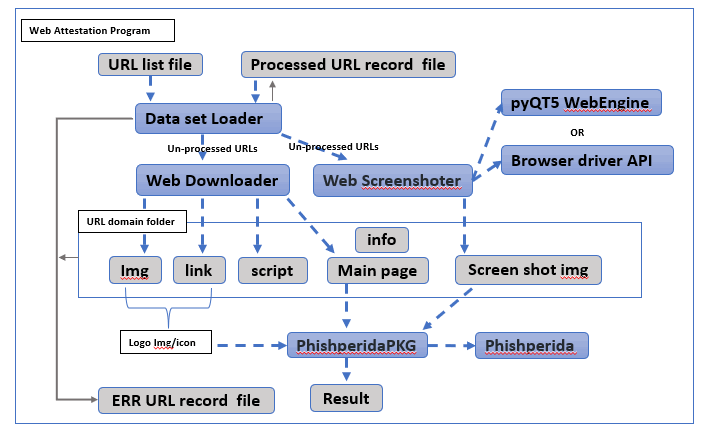 Web Attestation Program
URL list file
Processed URL record file
pyQT5 WebEngine
Data set Loader
OR
Un-processed URLs
Un-processed URLs
Browser driver API
Web Downloader
Web Screenshoter
URL domain folder
info
Img
link
script
Main page
Screen shot img
Logo Img/icon
PhishperidaPKG
Phishperida
ERR URL record file
Result